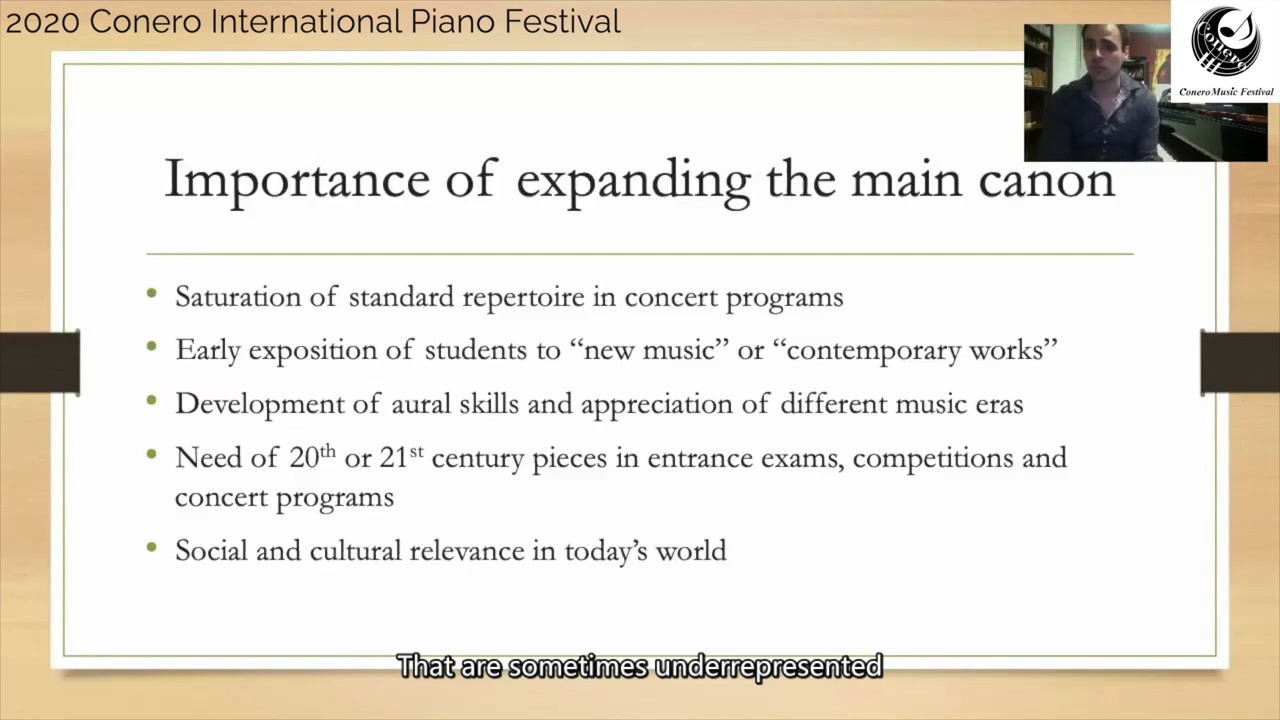 2020 Conero International Piano Festival
Conero
Conero Music Festival
Importance of expanding the main canon
• Saturation of standard repertoire in concert programs
• Early exposition of students to “new music” or “contemporary works”
• Development of aural skills and appreciation of different music eras
• Need of 20th or 21st century pieces in entrance exams, competitions and
concert programs
• Social and cultural relevance in today’s world
That are sometimes underrepresented